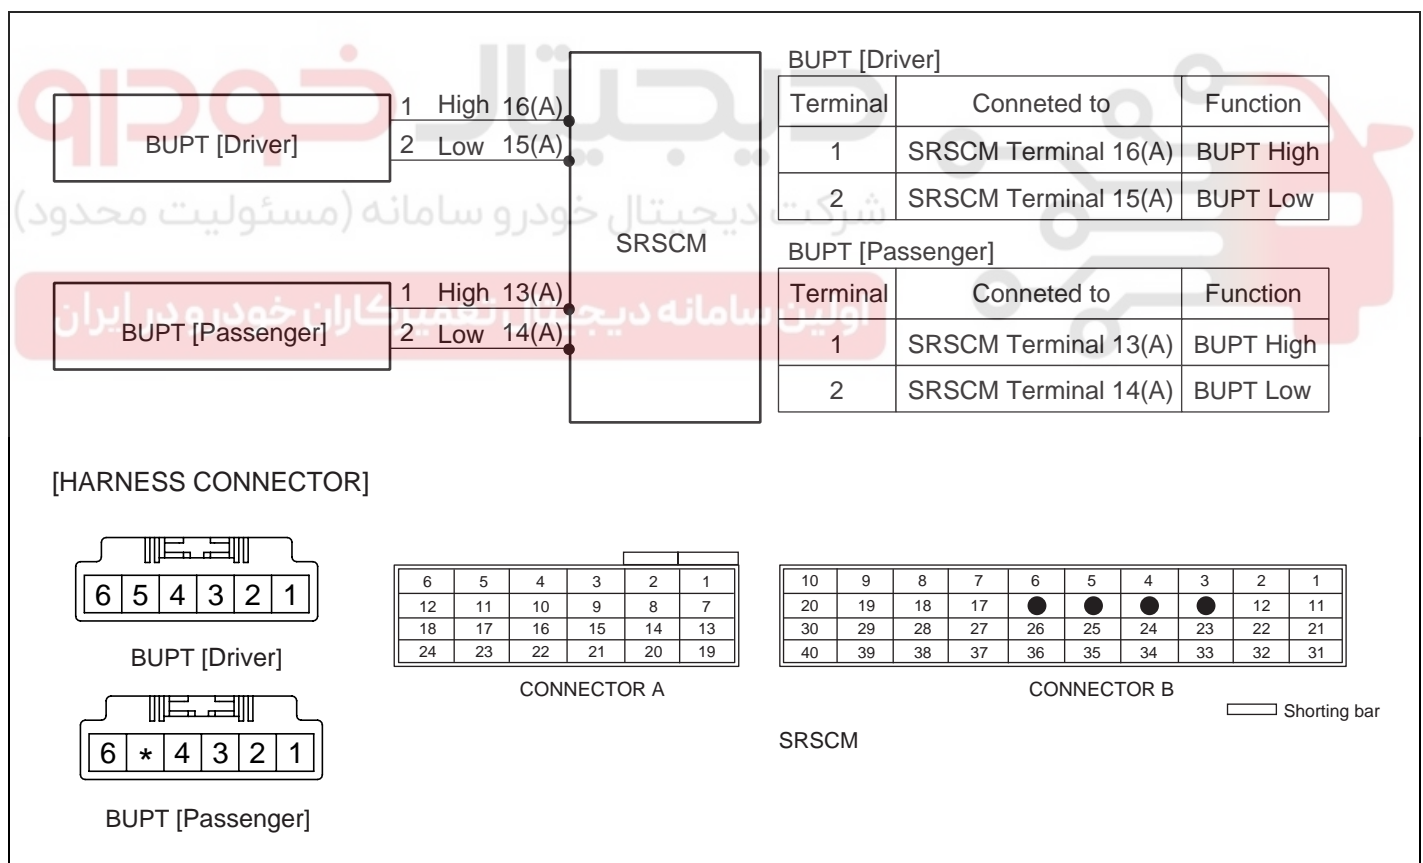 دیجیتال خودرو
شرکت دیجیتال خودرو سامانه (مسئولیت محدود)
اولین سامانه دیجیتال تعمیرکاران خودرو در ایران
BUPT [Driver]
1 High 16(A)
2 Low 15(A)
BUPT [Passenger]
1 High 13(A)
2 Low 14(A)
SRSCM
BUPT [Driver]
Terminal Conneted to Function
1 SRSCM Terminal 16(A) BUPT High
2 SRSCM Terminal 15(A) BUPT Low
BUPT [Passenger]
Terminal Conneted to Function
1 SRSCM Terminal 13(A) BUPT High
2 SRSCM Terminal 14(A) BUPT Low
[HARNESS CONNECTOR]
6 5 4 3 2 1
BUPT [Driver]
6 * 4 3 2 1
BUPT [Passenger]
6 5 4 3 2 1
12 11 10 9 8 7
18 17 16 15 14 13
24 23 22 21 20 19
CONNECTOR A
10 9 8 7 6 5 4 3 2 1
20 19 18 17 12 11
30 29 28 27 26 25 24 23 22 21
40 39 38 37 36 35 34 33 32 31
CONNECTOR B
Shorting bar
SRSCM